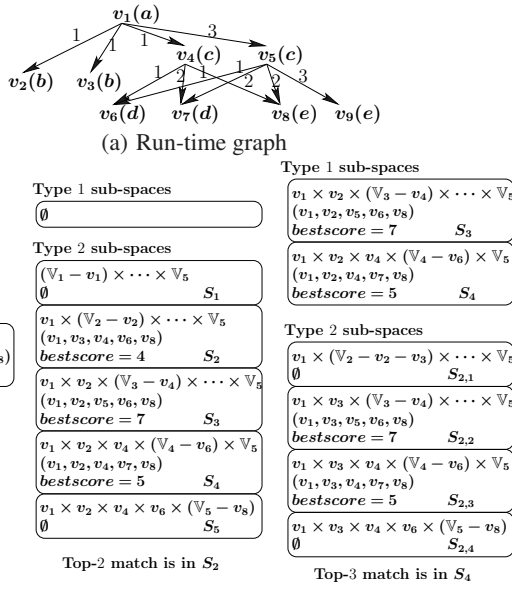 v₁(a)
1 1 1 3
v₂(b) v₃(b) v₄(c) v₅(c)
1 2 1 1 2 2 3
v₆(d) v₇(d) v₈(e) v₉(e)
(a) Run-time graph
Type 1 sub-spaces
∅
Type 2 sub-spaces
(𝕍₁ − v₁) × ⋯ × 𝕍₅
∅ S₁
v₁ × (𝕍₂ − v₂) × ⋯ × 𝕍₅
(v₁, v₃, v₄, v₆, v₈)
bestscore = 4 S₂
v₁ × v₂ × (𝕍₃ − v₄) × ⋯ × 𝕍₅
(v₁, v₂, v₅, v₆, v₈)
bestscore = 7 S₃
v₁ × v₂ × v₄ × (𝕍₄ − v₆) × 𝕍₅
(v₁, v₂, v₄, v₇, v₈)
bestscore = 5 S₄
v₁ × v₂ × v₄ × v₆ × (𝕍₅ − v₈)
∅ S₅
Top-2 match is in S₂
₈)
Type 1 sub-spaces
v₁ × v₂ × (𝕍₃ − v₄) × ⋯ × 𝕍₅
(v₁, v₂, v₅, v₆, v₈)
bestscore = 7 S₃
v₁ × v₂ × v₄ × (𝕍₄ − v₆) × 𝕍₅
(v₁, v₂, v₄, v₇, v₈)
bestscore = 5 S₄
Type 2 sub-spaces
v₁ × (𝕍₂ − v₂ − v₃) × ⋯ × 𝕍₅
∅ S₂,₁
v₁ × v₃ × (𝕍₃ − v₄) × ⋯ × 𝕍₅
(v₁, v₃, v₅, v₆, v₈)
bestscore = 7 S₂,₂
v₁ × v₃ × v₄ × (𝕍₄ − v₆) × 𝕍₅
(v₁, v₃, v₄, v₇, v₈)
bestscore = 5 S₂,₃
v₁ × v₃ × v₄ × v₆ × (𝕍₅ − v₈)
∅ S₂,₄
Top-3 match is in S₄